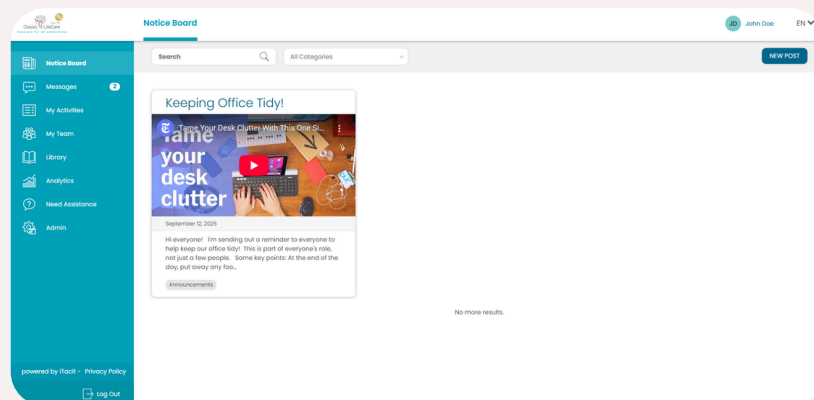 Classic LifeCare
Notice Board
JD
John Doe
EN
Notice Board
Messages
2
My Activities
My Team
Library
Analytics
Need Assistance
Admin
powered by iTacit - Privacy Policy
Log Out
Search
All Categories
NEW POST
Keeping Office Tidy!
Tame Your Desk Clutter With This One Si...
Tame
your
desk
clutter
September 12, 2025
Hi everyone! I'm sending out a reminder to everyone to
help keep our office tidy! This is part of everyone's role,
not just a few people. Some key points: At the end of the
day, put away any foo...
Announcements
No more results.